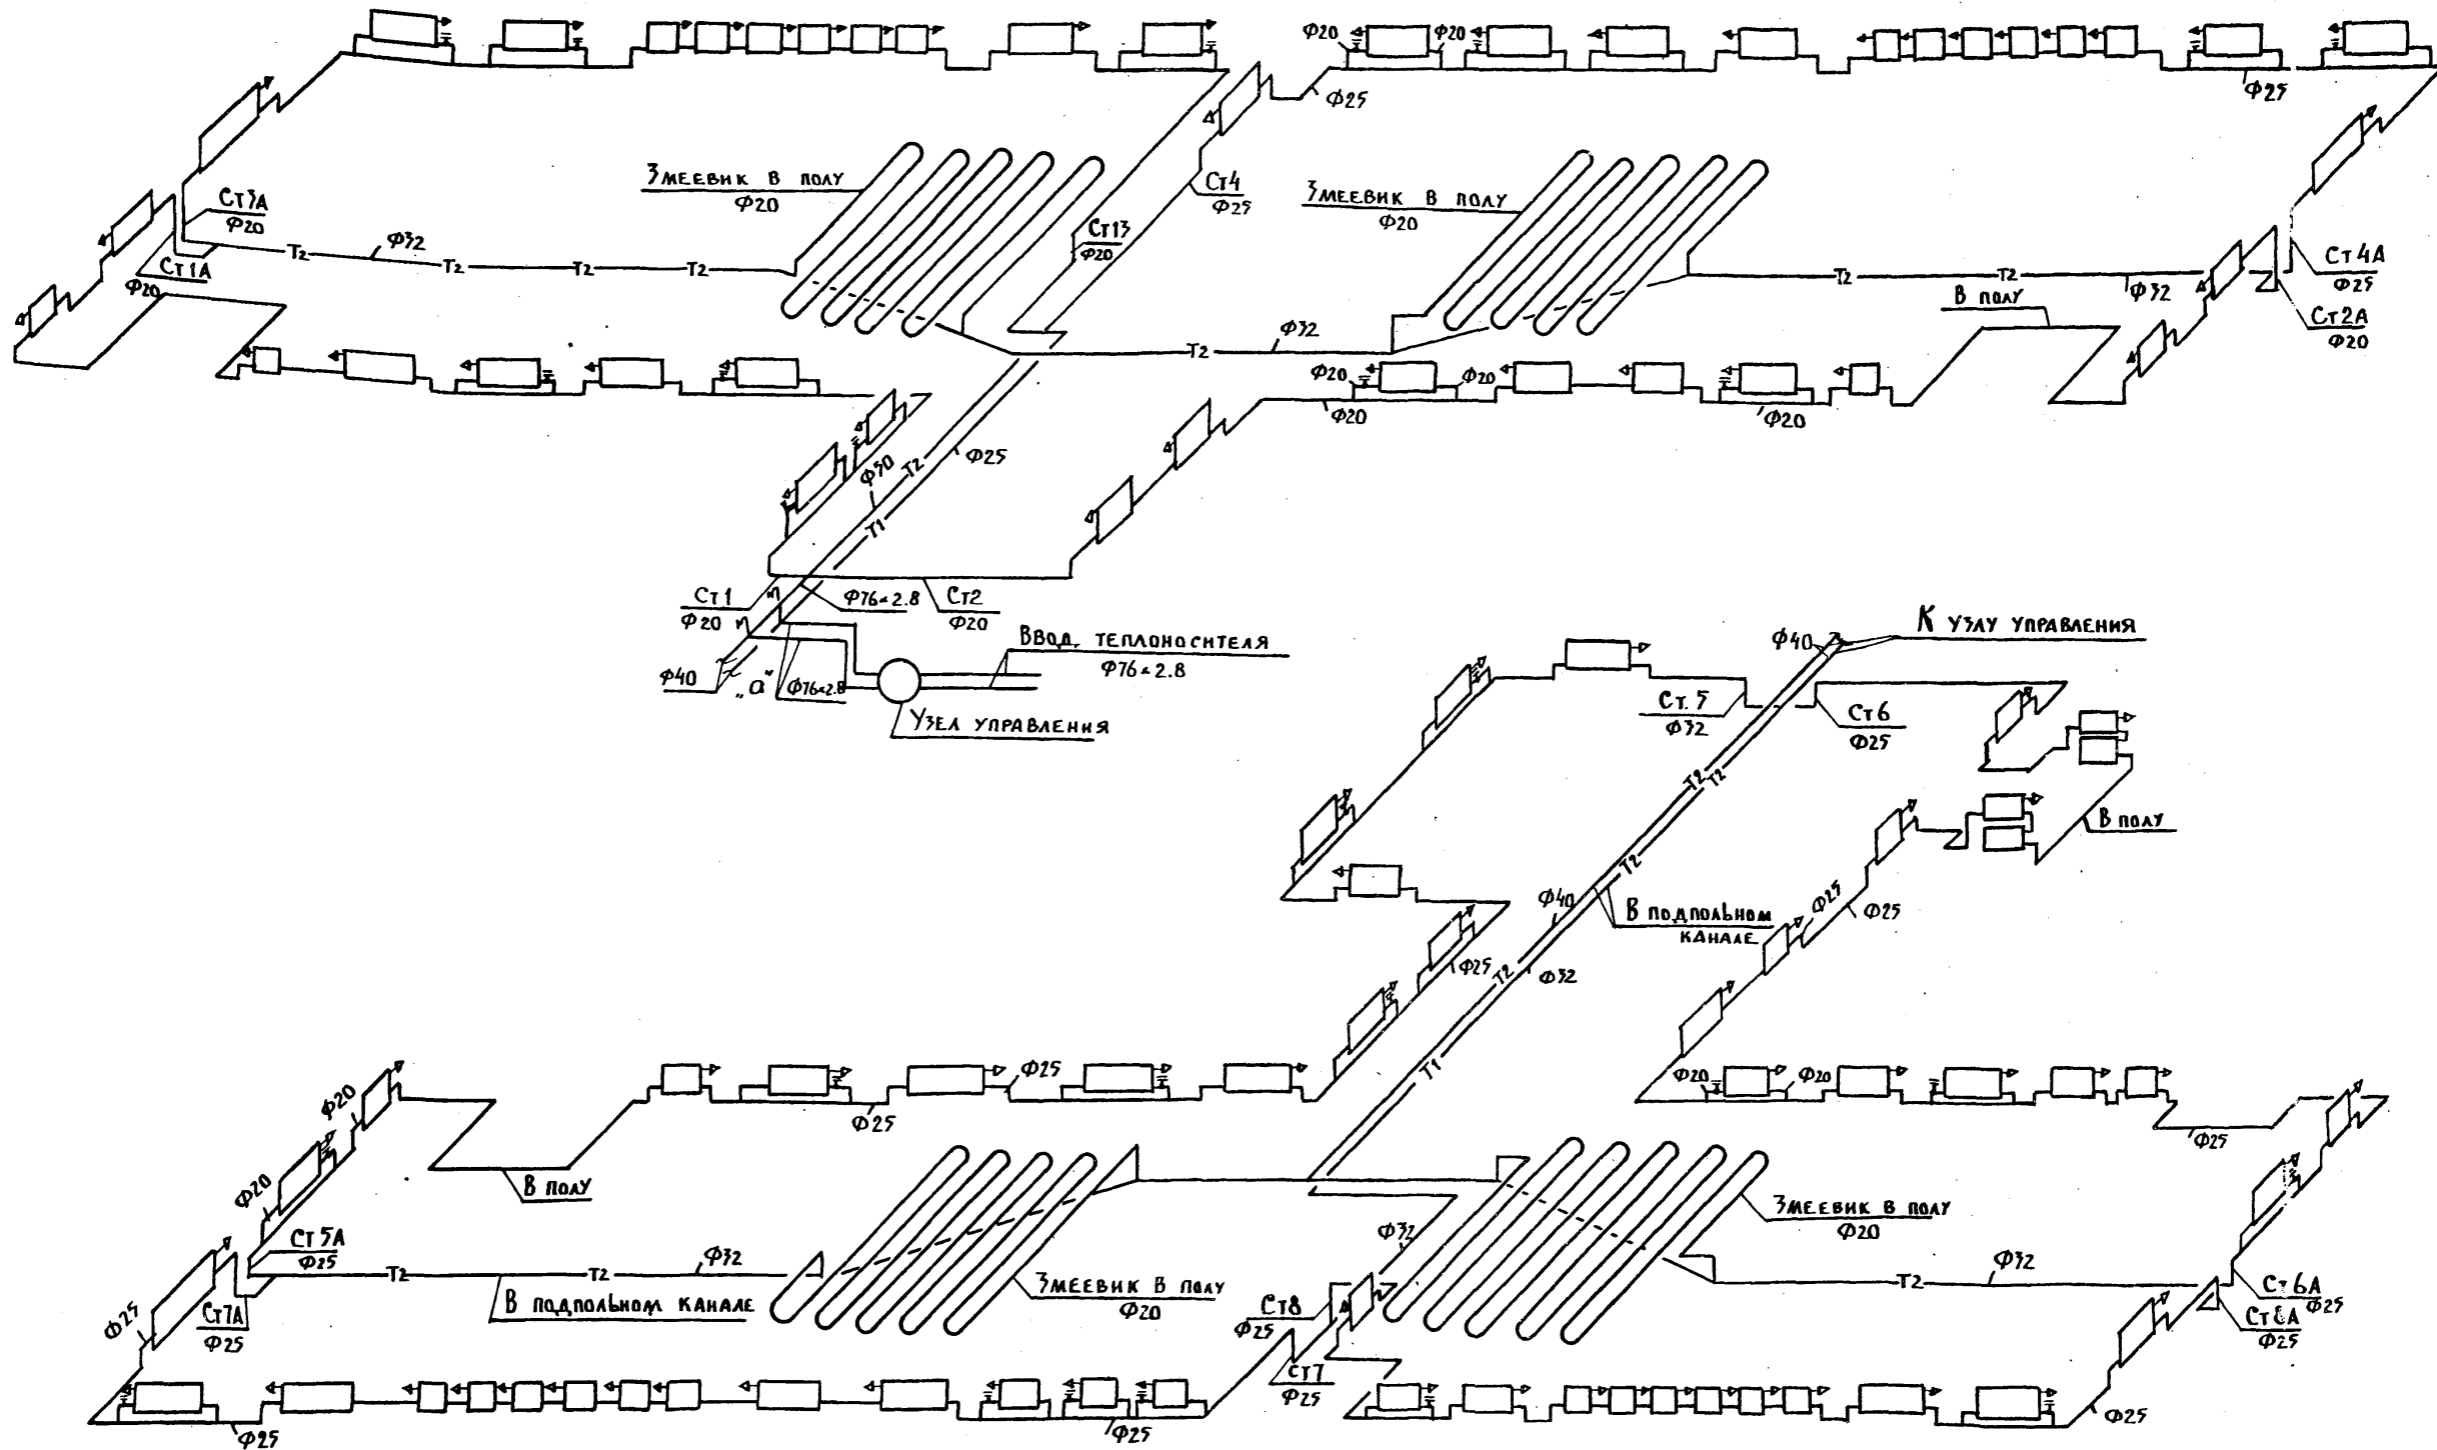 Ф20
Ф20
Ф25
Ф25
Змеевик в полу
Ф20
Ст4
Ф25
Змеевик в полу
Ф20
Ст3А
Ф20
Ст1А
Ф20
Т2
Ф32
Т2
Т2
Т2
Ст13
Ф20
Т2
Т2
Ф32
Ст4А
Ф25
Ст2А
Ф20
В полу
Т2
Ф32
Ф20
Ф20
Ф20
Ф20
Ф50
Т2
Ф25
Т1
Ст1
Ф20
Ф76×2.8
Ст2
Ф20
Ф40
„а"
Ф76×2.8
Ввод теплоносителя
Ф76×2.8
Узел управления
К узлу управления
Ф40
Ст.5
Ф32
Ст6
Ф25
Т2
Т2
В полу
Т2
Ф40
В подпольном
канале
Ф25
Ф25
Ф25
Т2
Ф32
Т1
Ф20
Ф20
Ф25
Ф25
Ф25
Ф20
Ф20
В полу
Ф25
Ст5А
Ф25
Ст7А
Ф25
Т2
Т2
Ф32
В подпольном канале
Змеевик в полу
Ф20
Ф32
Змеевик в полу
Ф20
Ст8
Ф25
Ст7
Ф25
Т2
Ф32
Ст6А
Ф25
Ф25
Ф25
Ф25
Ф25